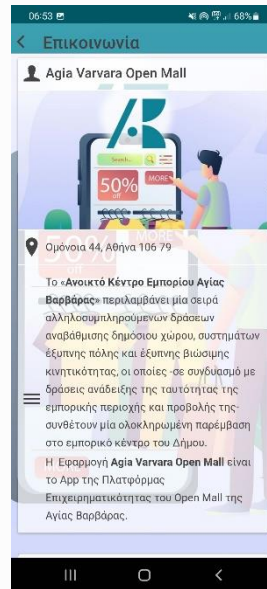 06:53 68%
Επικοινωνία
Agia Varvara Open Mall
Search...
50%
off
MORE
Ομόνοια 44, Αθήνα 106 79
Το «Ανοικτό Κέντρο Εμπορίου Αγίας
Βαρβάρας» περιλαμβάνει μία σειρά
αλληλοσυμπληρούμενων δράσεων
αναβάθμισης δημόσιου χώρου, συστημάτων
έξυπνης πόλης και έξυπνης βιώσιμης
κινητικότητας, οι οποίες -σε συνδυασμό με
δράσεις ανάδειξης της ταυτότητας της
εμπορικής περιοχής και προβολής της-
συνθέτουν μία ολοκληρωμένη παρέμβαση
στο εμπορικό κέντρο του Δήμου.
Η Εφαρμογή Agia Varvara Open Mall είναι
το App της Πλατφόρμας
Επιχειρηματικότητας του Open Mall της
Αγίας Βαρβάρας.